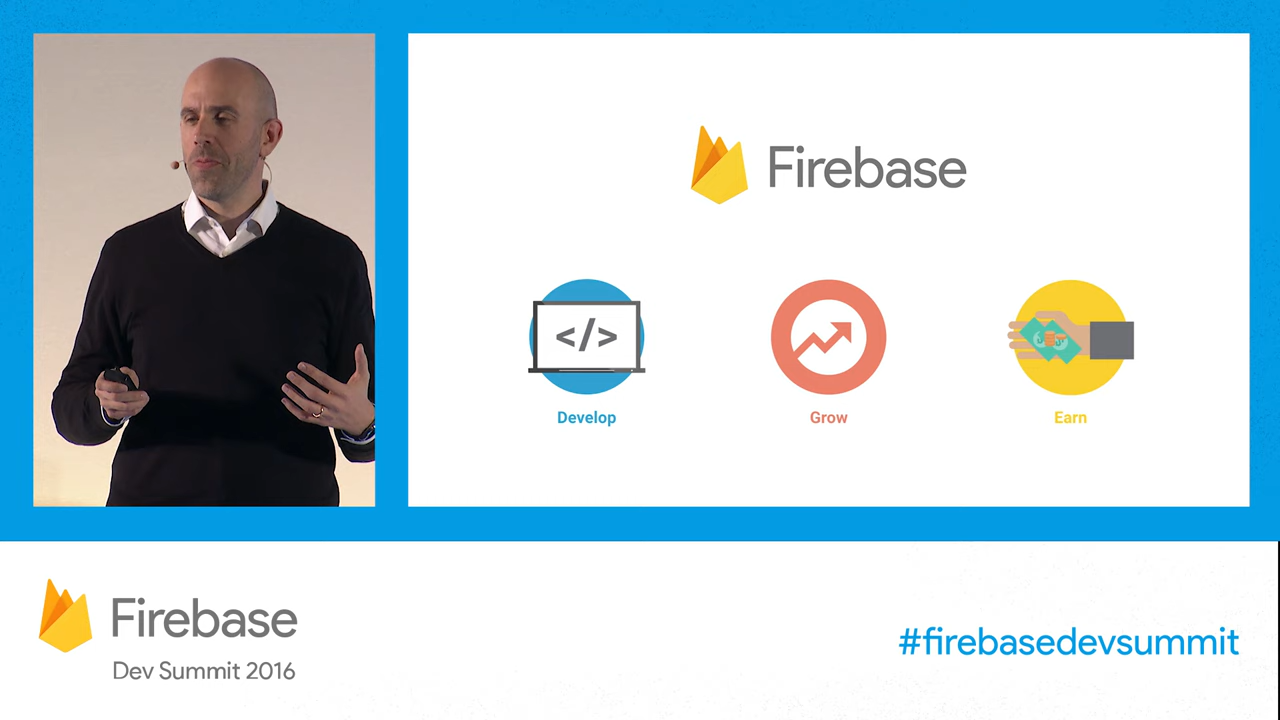 Firebase
</>
Develop
Grow
Earn
Firebase
Dev Summit 2016
#firebasedevsummit